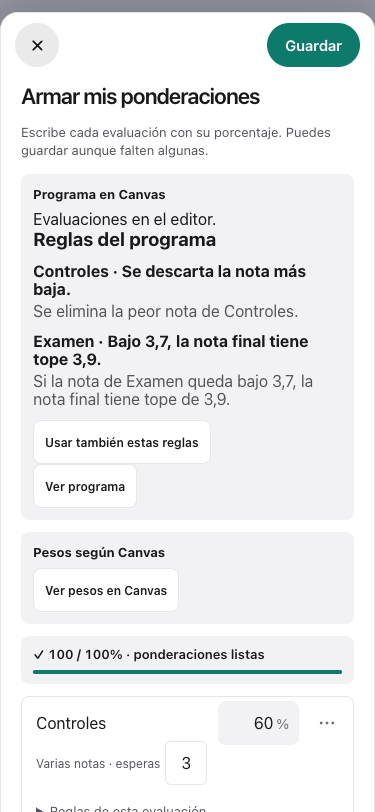 Guardar
Armar mis ponderaciones
Escribe cada evaluación con su porcentaje. Puedes
guardar aunque falten algunas.
Programa en Canvas
Evaluaciones en el editor.
Reglas del programa
Controles · Se descarta la nota más
baja.
Se elimina la peor nota de Controles.
Examen · Bajo 3,7, la nota final tiene
tope 3,9.
Si la nota de Examen queda bajo 3,7, la
nota final tiene tope de 3,9.
Usar también estas reglas
Ver programa
Pesos según Canvas
Ver pesos en Canvas
✓ 100 / 100% · ponderaciones listas
Controles 60 % ···
Varias notas · esperas 3
▶ Reglas de esta evaluación